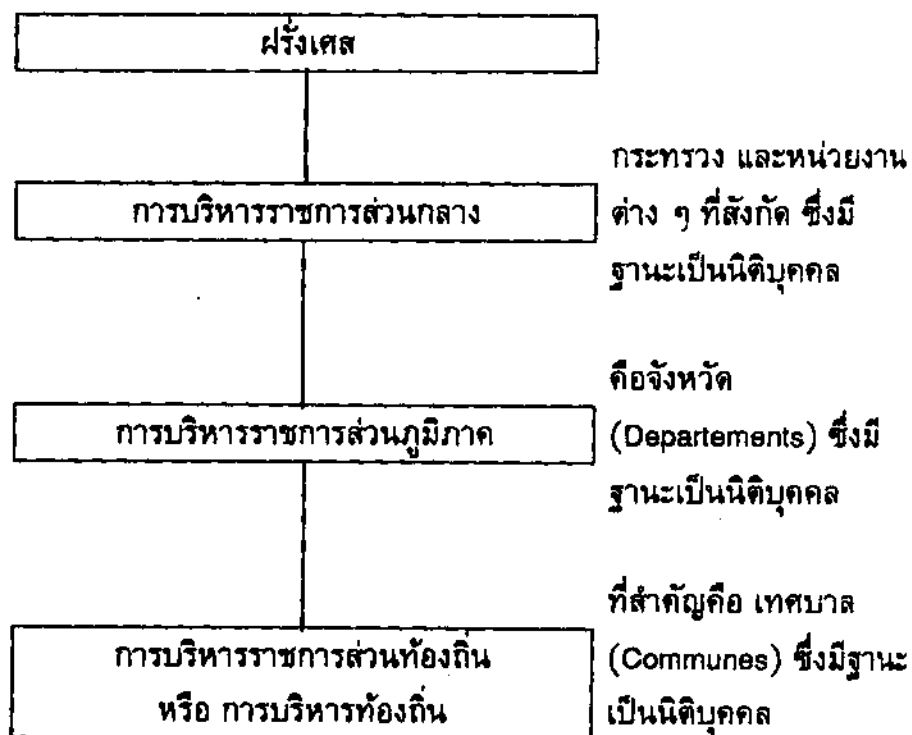 ฝรั่งเศส
กระทรวง และหน่วยงาน
การบริหารราชการส่วนกลาง
ต่าง ๆ ที่สังกัด ซึ่งมี
ฐานะเป็นนิติบุคคล
คือจังหวัด
การบริหารราชการส่วนภูมิภาค
(Departements) ซึ่งมี
ฐานะเป็นนิติบุคคล
ที่สำคัญคือ เทศบาล
การบริหารราชการส่วนท้องถิ่น
(Communes) ซึ่งมีฐานะ
หรือ การบริหารท้องถิ่น
เป็นนิติบุคคล